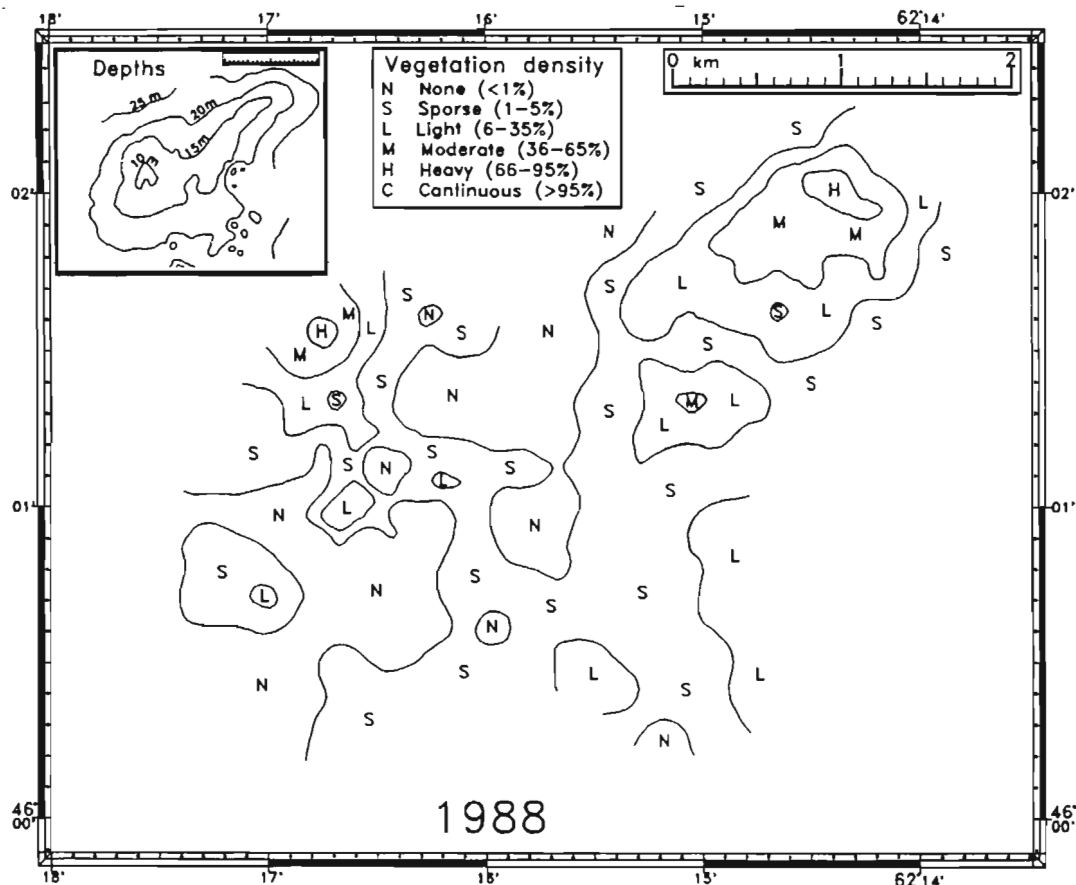 18' 17' 16' 15' 62° 14'
Depths
25 m
20m
15m
10m
Vegetation density
N None (<1%)
S Sparse (1–5%)
L Light (6–35%)
M Moderate (36–65%)
H Heavy (66–95%)
C Cantinuous (>95%)
0 km 1 2
S
02' S H L 02'
M M
N S
S L
S N S L
M H M L S N S
S
S N L S
L S S M L
L
S S S N S
L S
01' N L N 01'
L
S S
L N S S
N
N S L S L
S N
46° 00' 46° 00'
1988
18' 17' 16' 15' 62° 14'